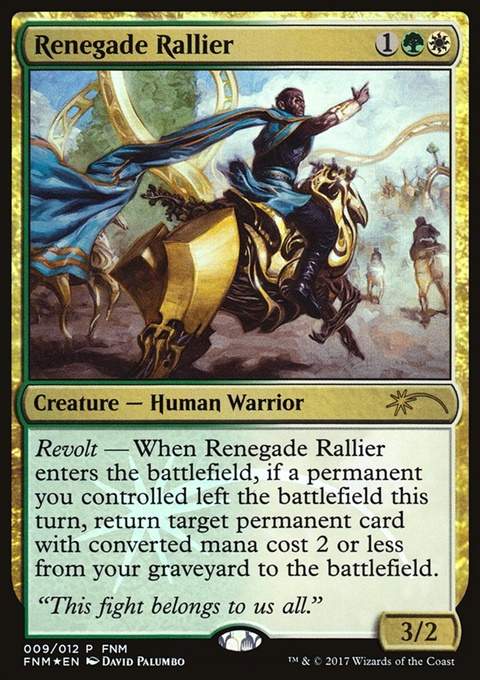 Renegade Rallier 1
Creature — Human Warrior
Revolt — When Renegade Rallier
enters the battlefield, if a permanent
you controlled left the battlefield this
turn, return target permanent card
with converted mana cost 2 or less
from your graveyard to the battlefield.
“This fight belongs to us all.”
3/2
009/012 P FNM
FNM★EN David Palumbo ™ & © 2017 Wizards of the Coast